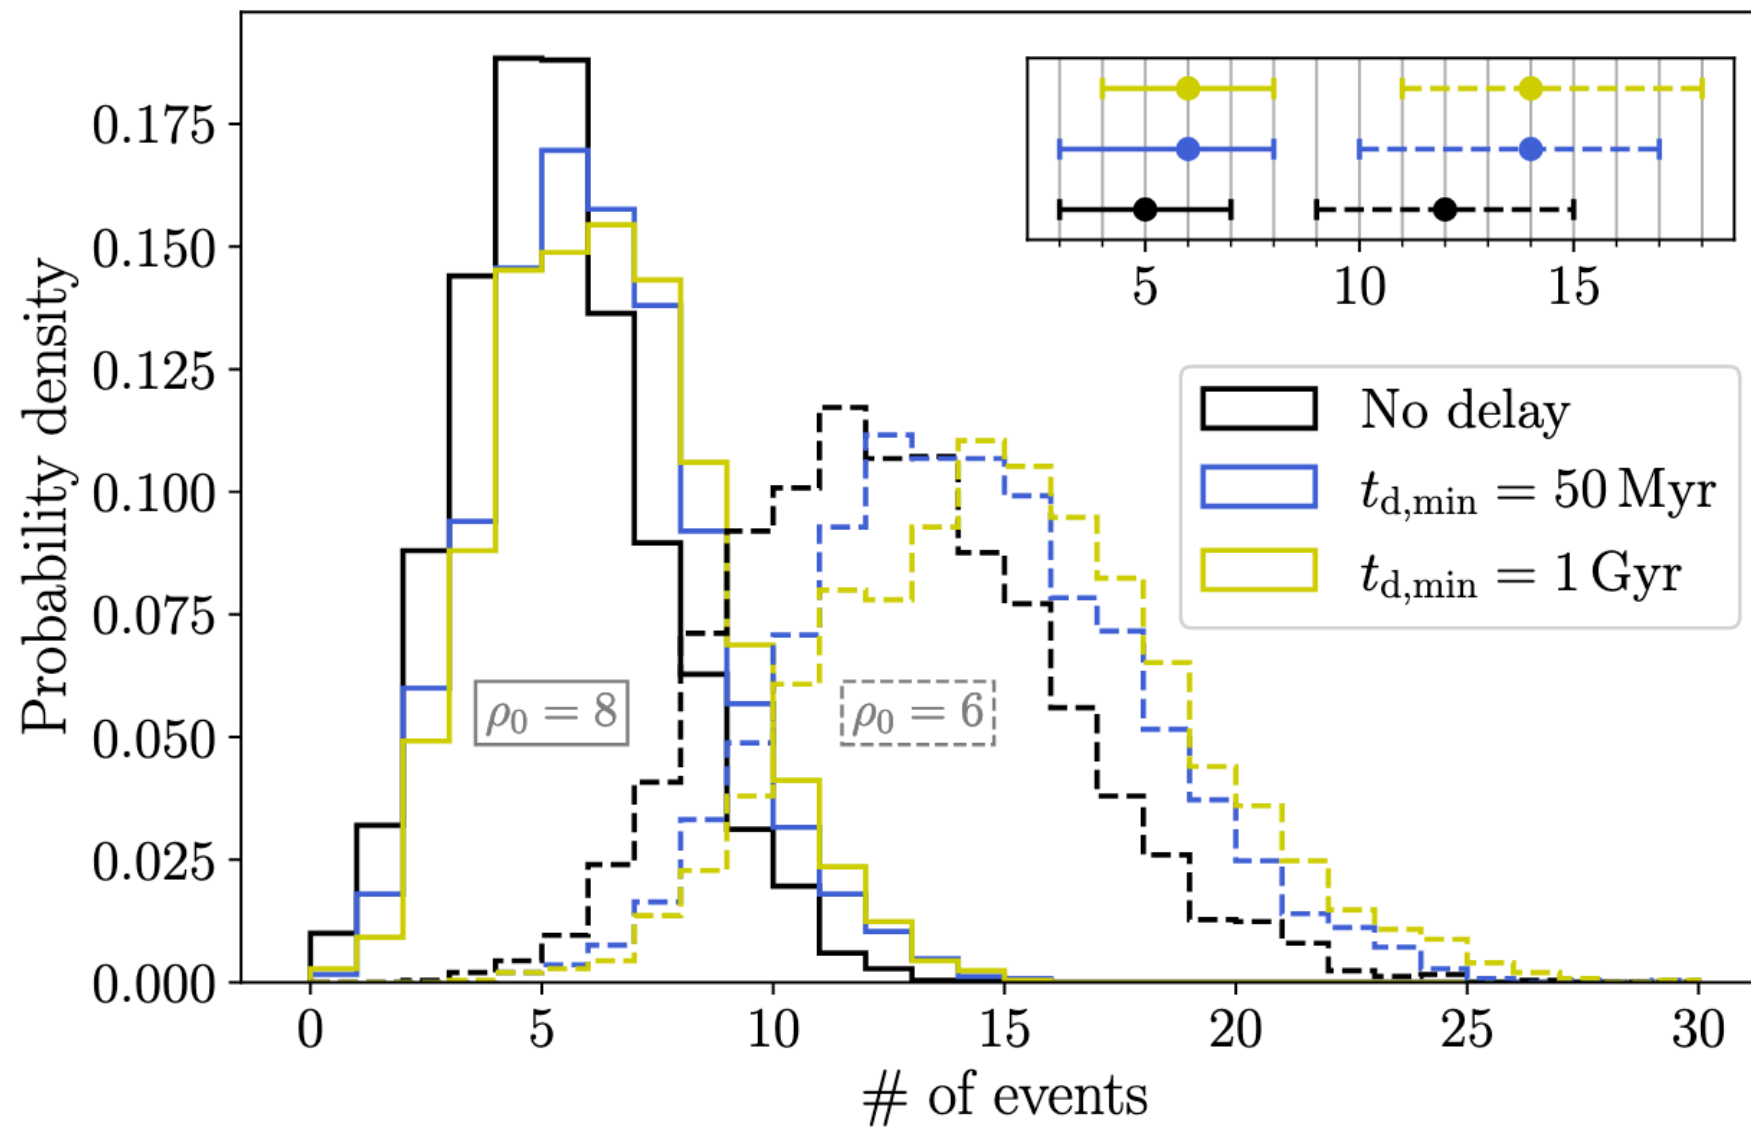 Probability density
0.175
0.150
0.125
0.100
0.075
0.050
0.025
0.000
0 5 10 15 20 25 30
# of events
5 10 15
No delay
t_d,min = 50 Myr
t_d,min = 1 Gyr
ρ₀ = 8
ρ₀ = 6